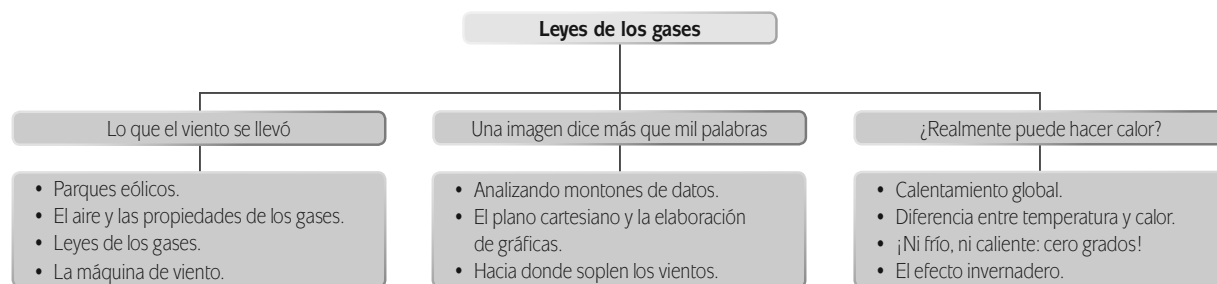 Leyes de los gases
Lo que el viento se llevó
Una imagen dice más que mil palabras
¿Realmente puede hacer calor?
• Parques eólicos.
• El aire y las propiedades de los gases.
• Leyes de los gases.
• La máquina de viento.
• Analizando montones de datos.
• El plano cartesiano y la elaboración
de gráficas.
• Hacia donde soplen los vientos.
• Calentamiento global.
• Diferencia entre temperatura y calor.
• ¡Ni frío, ni caliente: cero grados!
• El efecto invernadero.